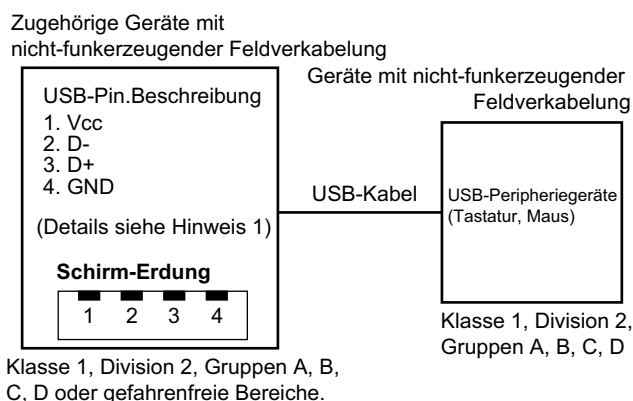 Zugehörige Geräte mit
nicht-funkerzeugender Feldverkabelung
USB-Pin.Beschreibung
1. Vcc
2. D-
3. D+
4. GND
(Details siehe Hinweis 1)
Schirm-Erdung
1 2 3 4
Klasse 1, Division 2, Gruppen A, B,
C, D oder gefahrenfreie Bereiche.
USB-Kabel
Geräte mit nicht-funkerzeugender
Feldverkabelung
USB-Peripheriegeräte
(Tastatur, Maus)
Klasse 1, Division 2,
Gruppen A, B, C, D